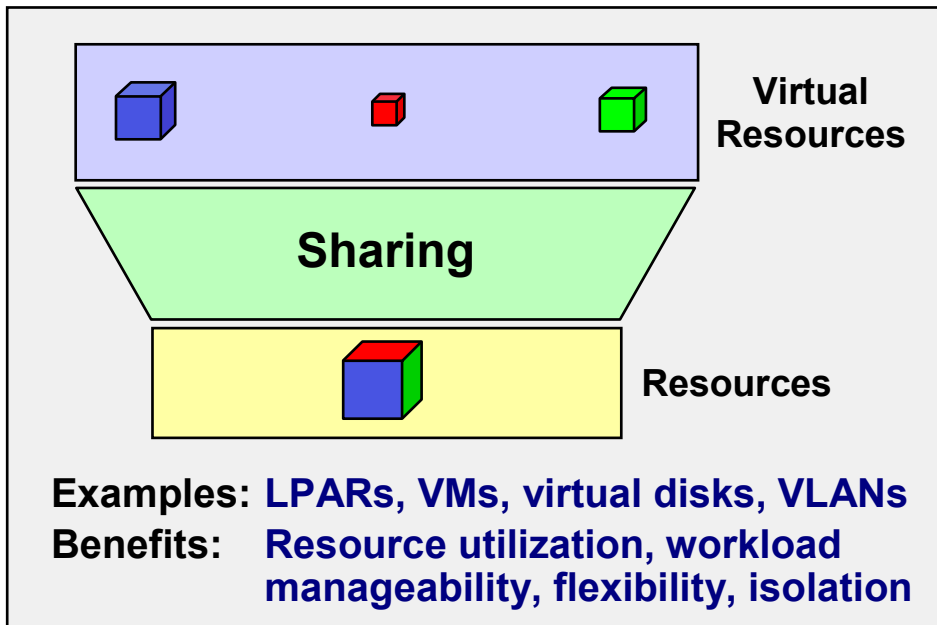 Virtual
Resources
Sharing
Resources
Examples: LPARs, VMs, virtual disks, VLANs
Benefits: Resource utilization, workload
manageability, flexibility, isolation